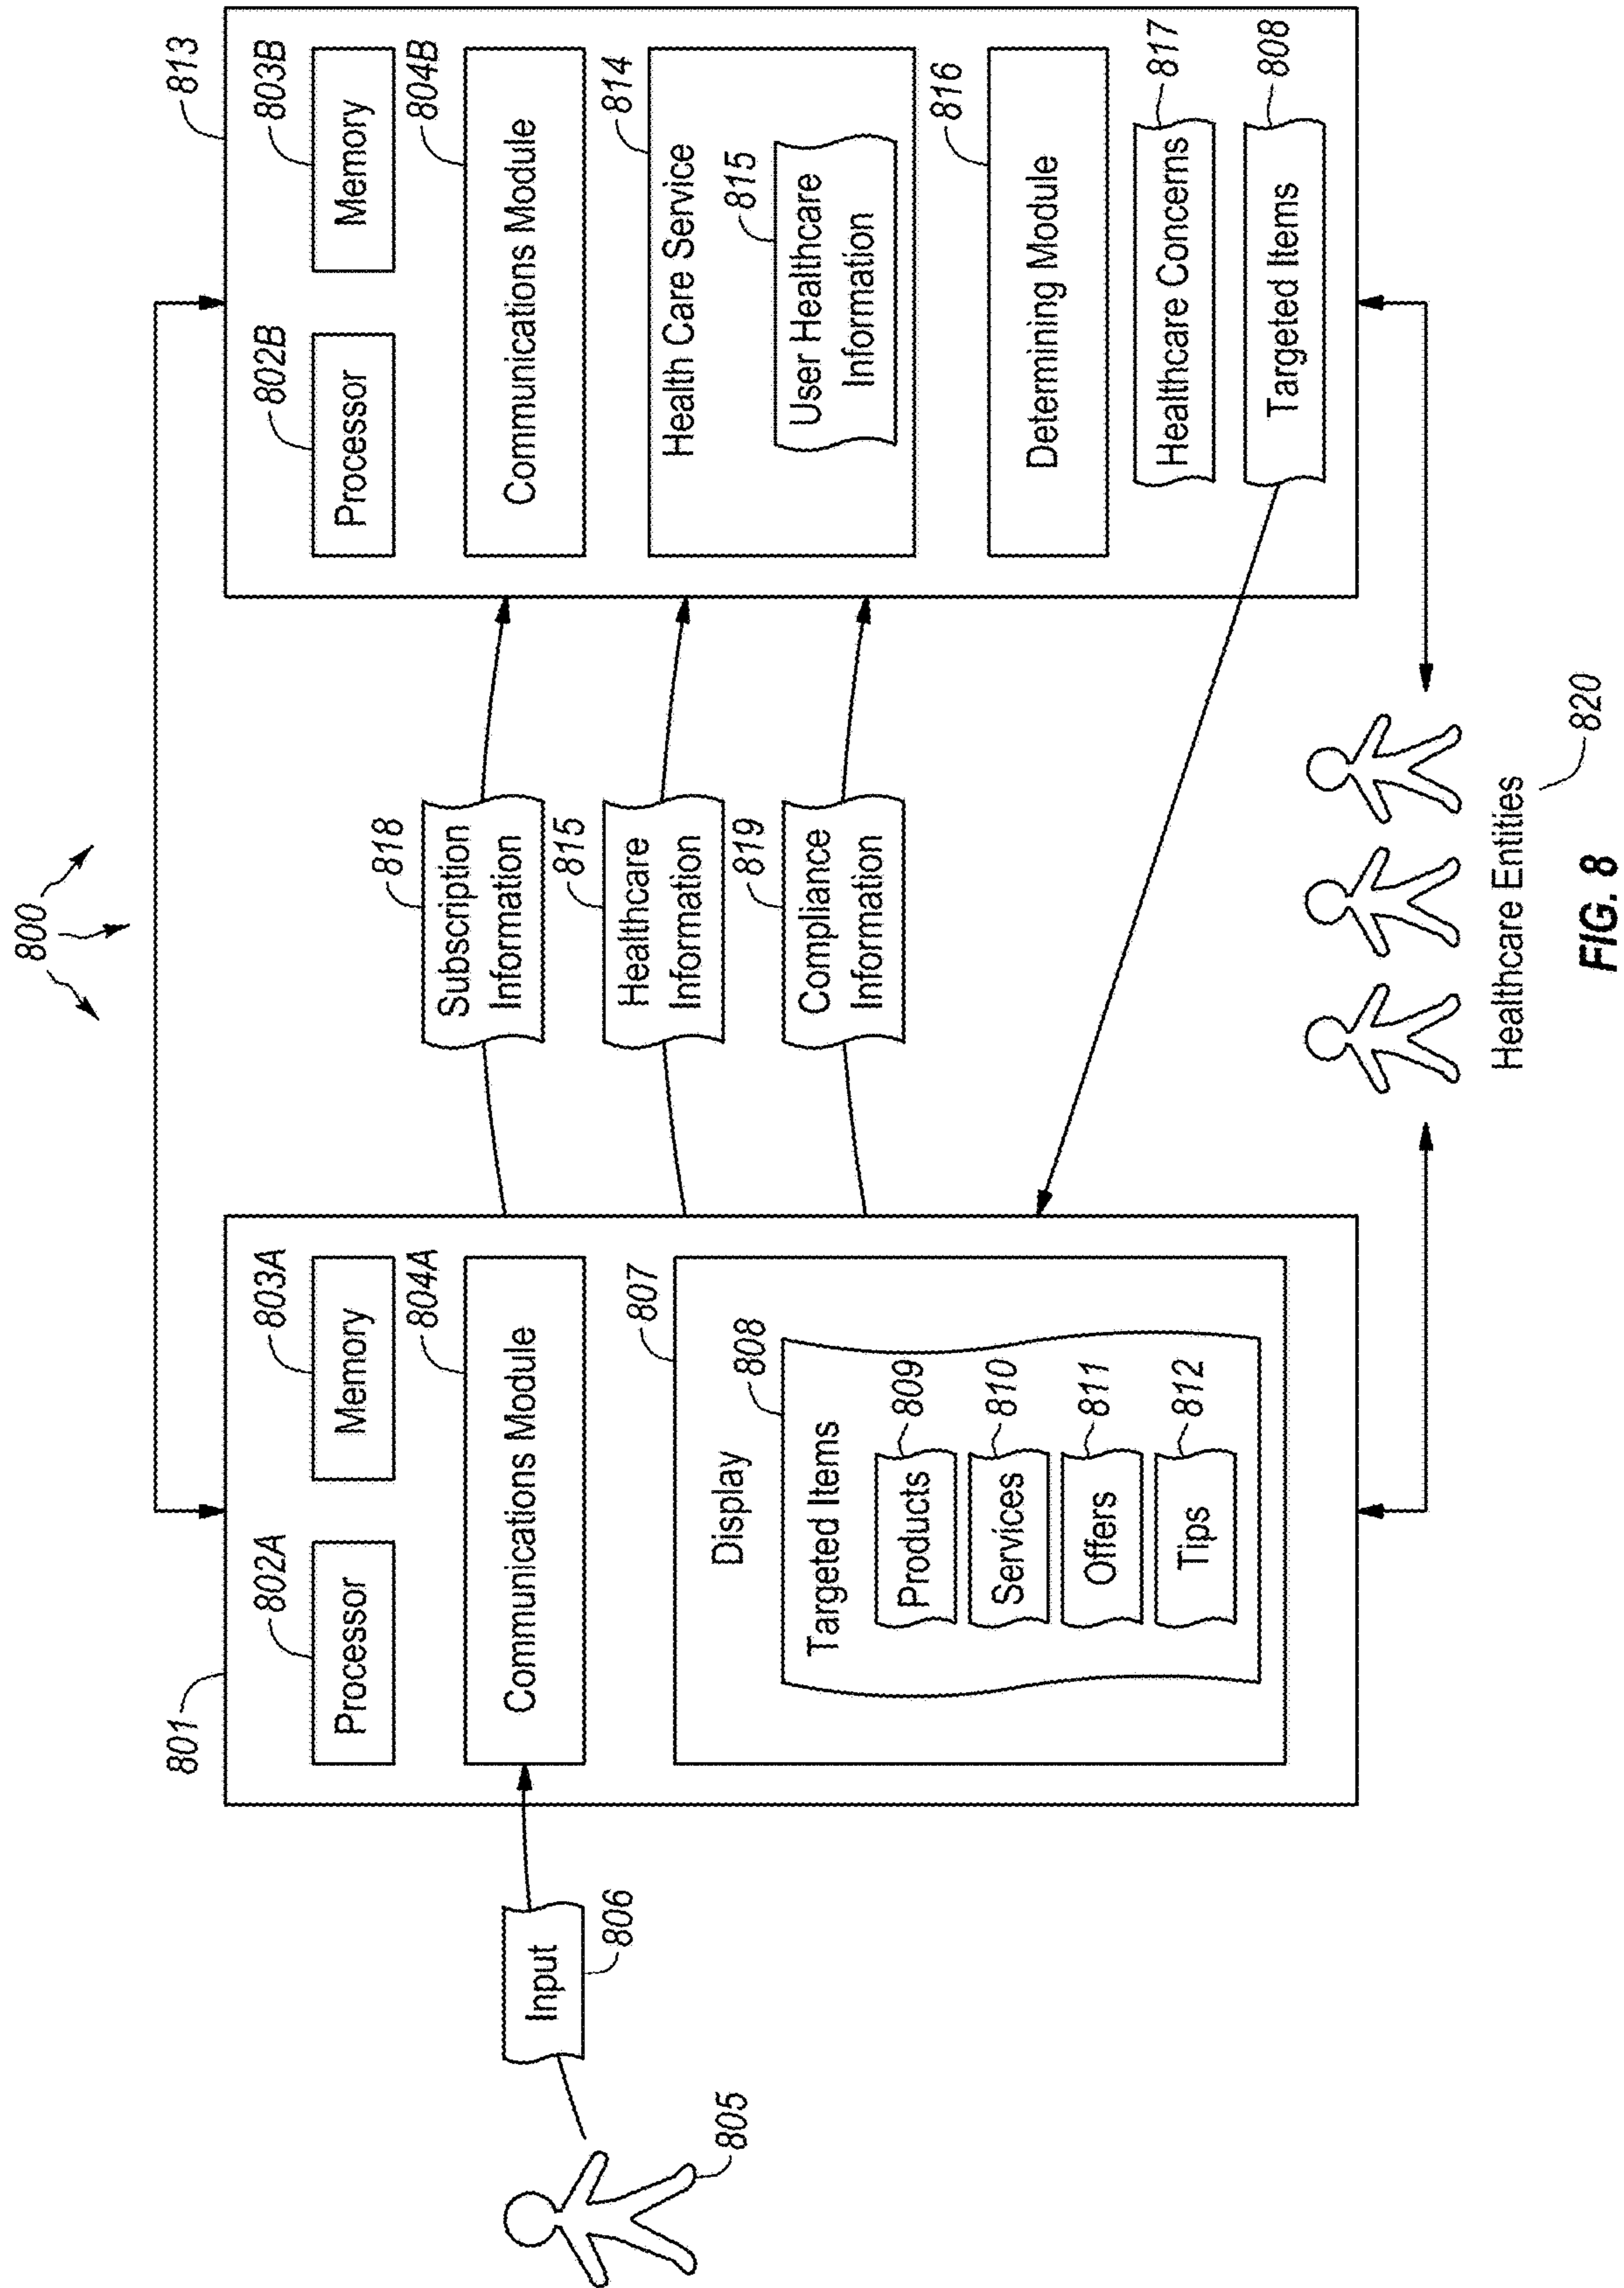 800
801
Processor
802A
Memory
803A
Communications Module
804A
Display
807
Targeted Items
808
Products
809
Services
810
Offers
811
Tips
812
805
Input
806
Subscription
Information
818
Healthcare
Information
815
Compliance
Information
819
813
Processor
802B
Memory
803B
Communications Module
804B
Health Care Service
814
User Healthcare
Information
815
Determining Module
816
Healthcare Concerns
817
Targeted Items
808
Healthcare Entities
820
FIG. 8